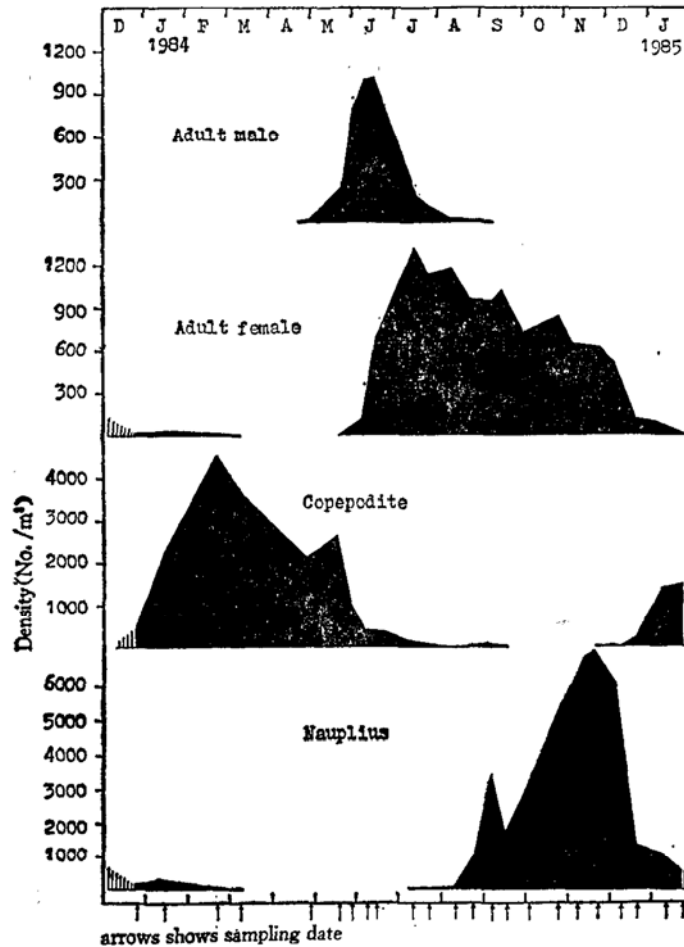 D J F M A M J J A S O N D J
1984 1985
1200
900
600
300
Adult male
1200
900
600
300
Adult female
4000
3000
2000
1000
Copepodite
Density(No./m³)
6000
5000
4000
3000
2000
1000
Nauplius
arrows shows sampling date